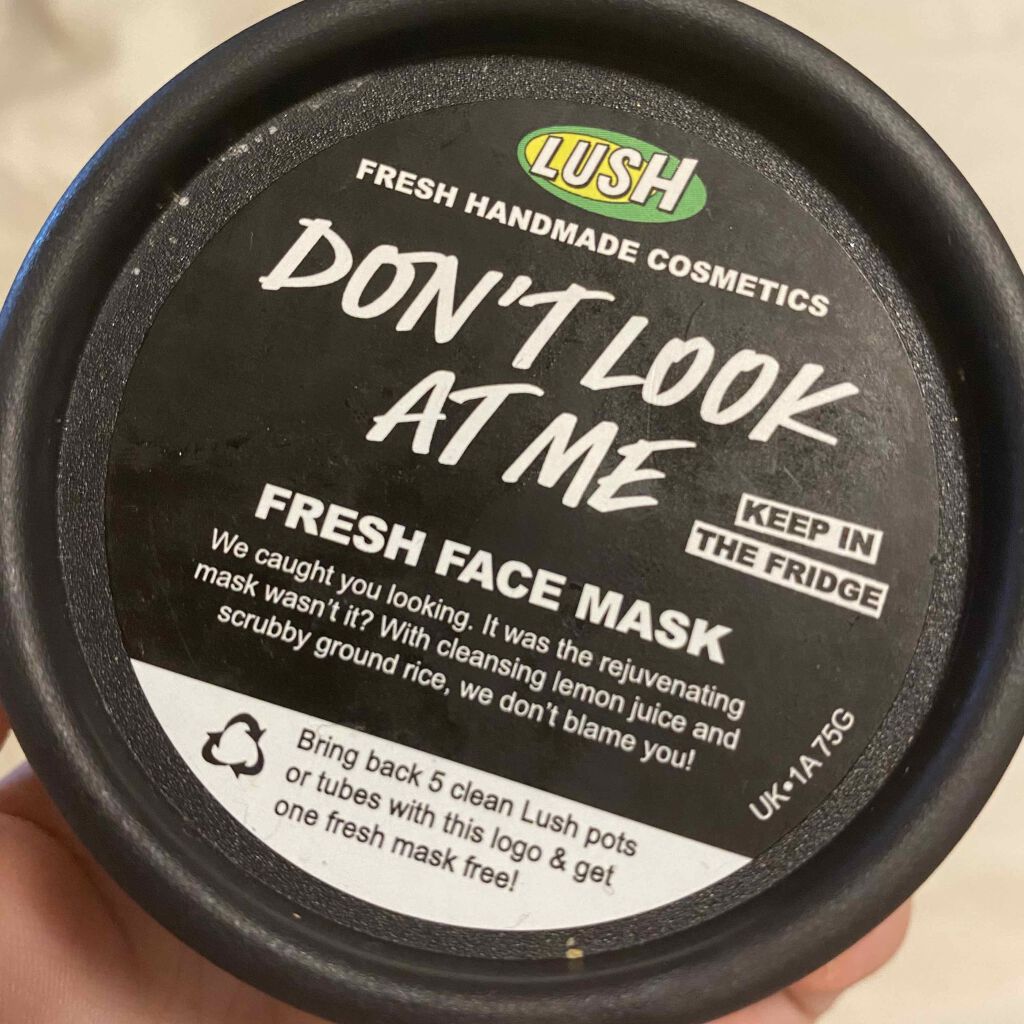 LUSH
FRESH HANDMADE COSMETICS
DON'T LOOK
AT ME
KEEP IN
THE FRIDGE
FRESH FACE MASK
We caught you looking. It was the rejuvenating
mask wasn't it? With cleansing lemon juice and
scrubby ground rice, we don't blame you!
UK•1A 75G
Bring back 5 clean Lush pots
or tubes with this logo & get
one fresh mask free!